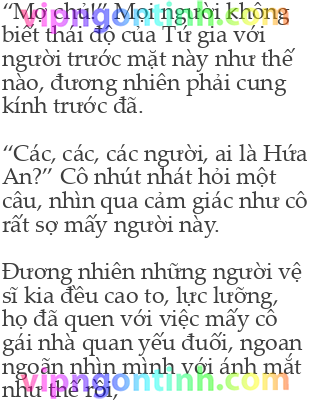 “Mợ chủ!” Mọi người không
biết thái độ của Tứ gia với
người trước mặt này như thế
nào, đương nhiên phải cung
kính trước đã.
“Các, các, các người, ai là Hứa
An?” Cô nhút nhát hỏi một
câu, nhìn qua cảm giác như cô
rất sợ mấy người này.
Đương nhiên những người vệ
sĩ kia đều cao to, lực lưỡng,
họ đã quen với việc mấy cô
gái nhà quan yếu đuối, ngoan
ngoãn nhìn mình với ánh mắt
như thế rồi,
vipngontinh.com
vipngontinh.com